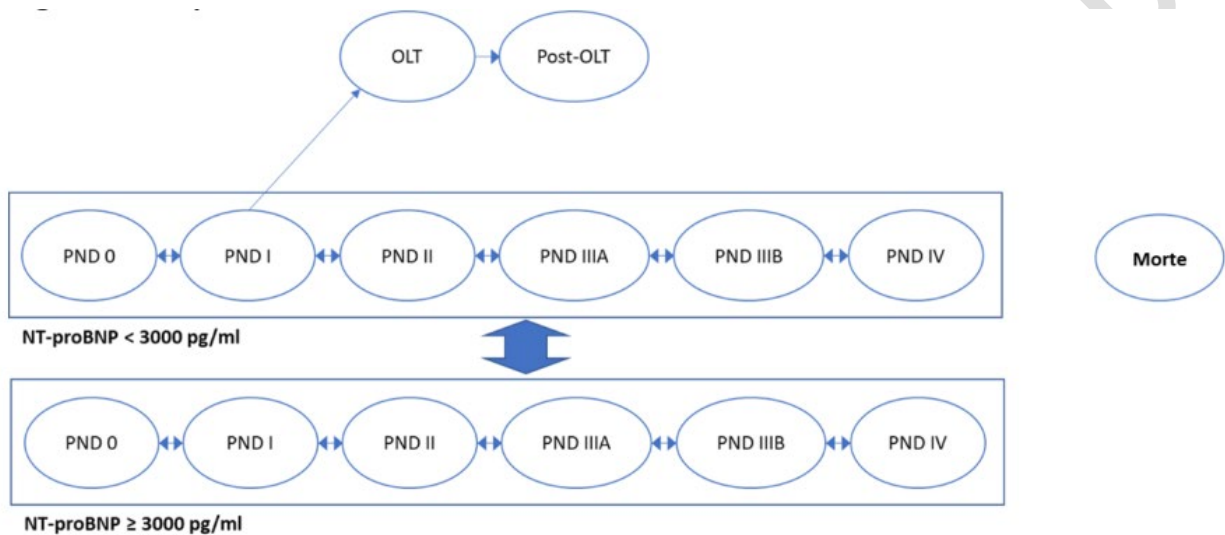 OLT
Post-OLT
PND 0
PND I
PND II
PND IIIA
PND IIIB
PND IV
Morte
NT-proBNP < 3000 pg/ml
PND 0
PND I
PND II
PND IIIA
PND IIIB
PND IV
NT-proBNP ≥ 3000 pg/ml